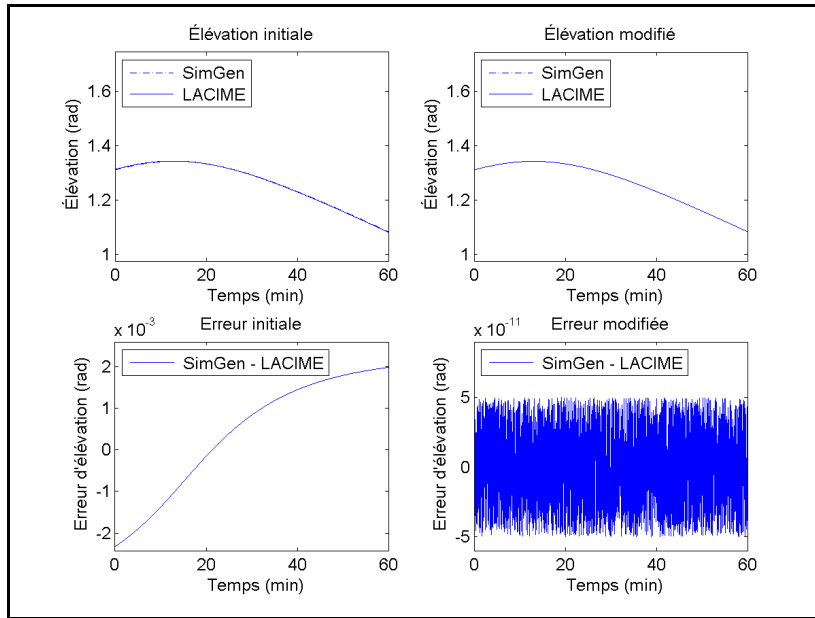 Élévation initiale
SimGen
LACIME
Élévation (rad)
1.6
1.4
1.2
1
0
20
40
60
Temps (min)
Élévation modifié
SimGen
LACIME
Élévation (rad)
1.6
1.4
1.2
1
0
20
40
60
Temps (min)
Erreur initiale
x 10^-3
SimGen - LACIME
Erreur d'élévation (rad)
2
1
0
-1
-2
0
20
40
60
Temps (min)
Erreur modifiée
x 10^-11
SimGen - LACIME
Erreur d'élévation (rad)
5
0
-5
0
20
40
60
Temps (min)